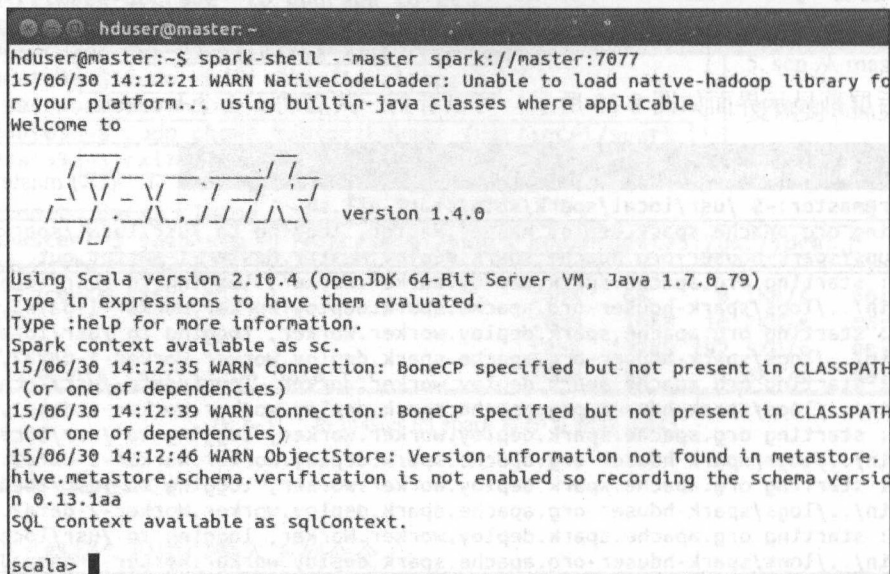 hduser@master: ~
hduser@master:~$ spark-shell --master spark://master:7077
15/06/30 14:12:21 WARN NativeCodeLoader: Unable to load native-hadoop library fo
r your platform... using builtin-java classes where applicable
Welcome to
version 1.4.0
Using Scala version 2.10.4 (OpenJDK 64-Bit Server VM, Java 1.7.0_79)
Type in expressions to have them evaluated.
Type :help for more information.
Spark context available as sc.
15/06/30 14:12:35 WARN Connection: BoneCP specified but not present in CLASSPATH
(or one of dependencies)
15/06/30 14:12:39 WARN Connection: BoneCP specified but not present in CLASSPATH
(or one of dependencies)
15/06/30 14:12:46 WARN ObjectStore: Version information not found in metastore.
hive.metastore.schema.verification is not enabled so recording the schema versio
n 0.13.1aa
SQL context available as sqlContext.
scala>